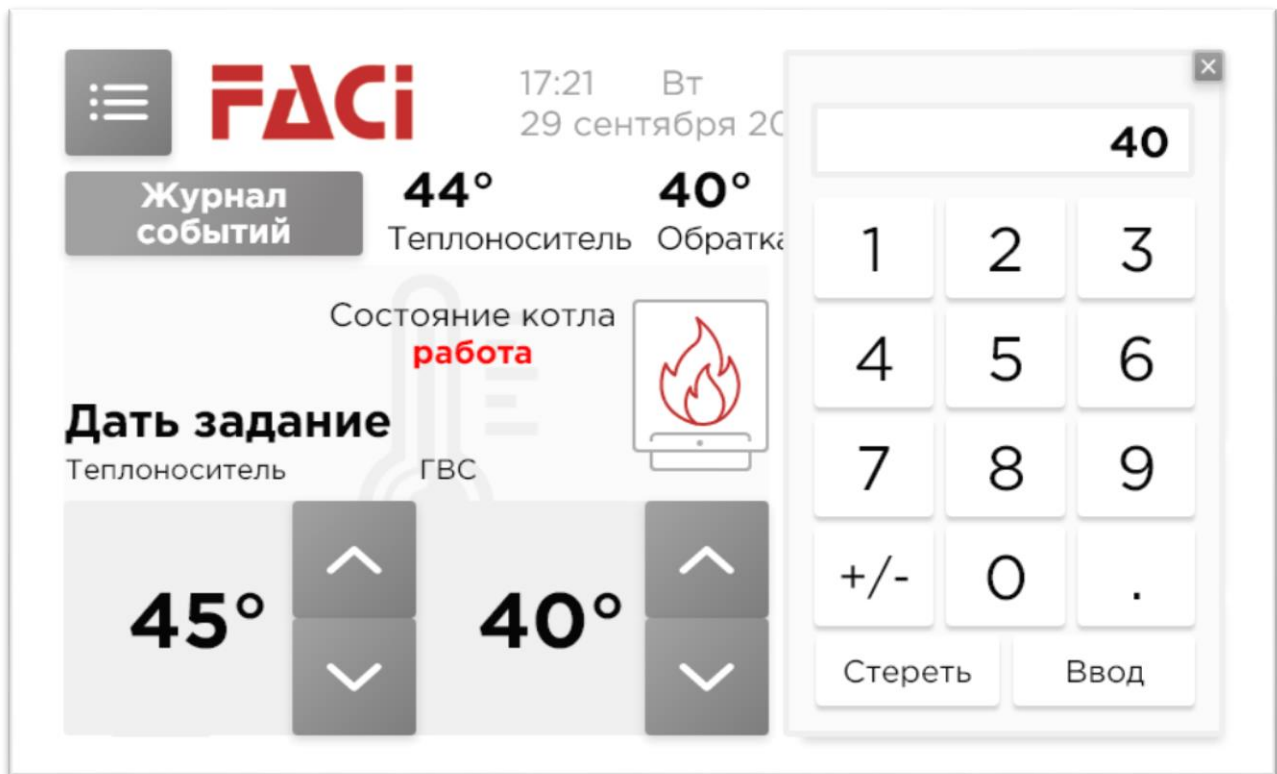 FACI
17:21 Вт
29 сентября 20
Журнал
событий
44° 40°
Теплоноситель Обратка
Состояние котла
работа
Дать задание
Теплоноситель ГВС
45° 40°
40
1 2 3
4 5 6
7 8 9
+/- 0 .
Стереть Ввод